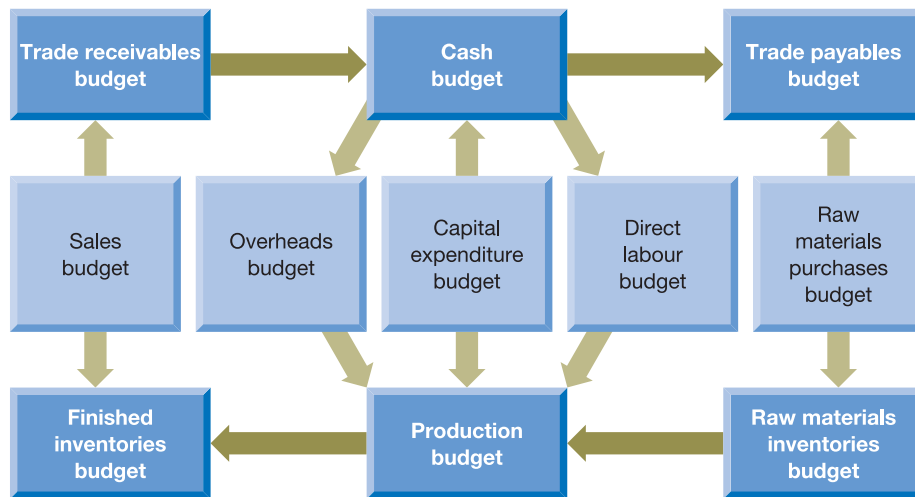 Trade receivables
budget
Cash
budget
Trade payables
budget
Sales
budget
Overheads
budget
Capital
expenditure
budget
Direct
labour
budget
Raw
materials
purchases
budget
Finished
inventories
budget
Production
budget
Raw materials
inventories
budget